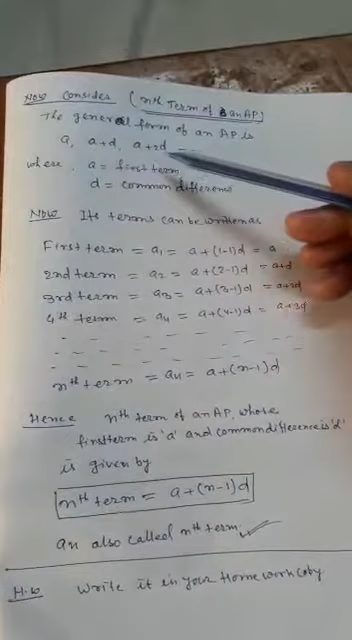 Now Consider (nth Term of an AP)
The general form of an AP is
a, a+d, a+2d
where, a = first term
d = common difference
Now Its terms can be written as
First term = a1 = a+(1-1)d = a
2nd term = a2 = a+(2-1)d = a+d
3rd term = a3 = a+(3-1)d = a+2d
4th term = a4 = a+(4-1)d = a+3d
nth term = an = a+(n-1)d
Hence nth term of an AP, whose
first term is 'a' and common difference is 'd'
is given by
nth term = a+(n-1)d
an also called nth term.
H.W Write it in your Home work coby